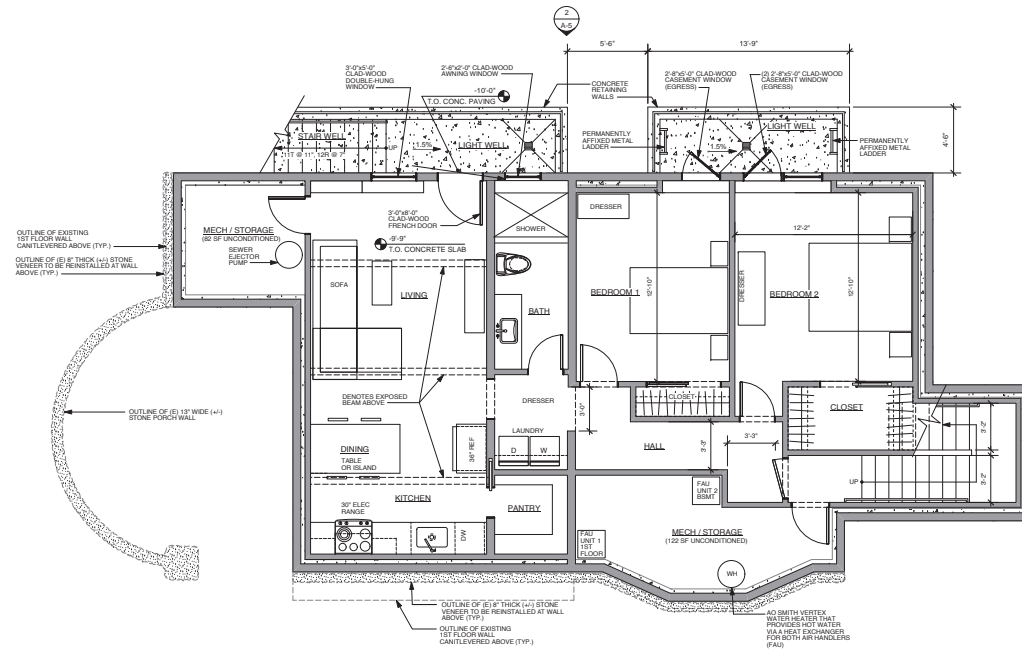 2
A-5
5'-6"
13'-9"
3'-0"x5'-0"
CLAD-WOOD
DOUBLE-HUNG
WINDOW
2'-6"x2'-0" CLAD-WOOD
AWNING WINDOW
-10'-0"
T.O. CONC. PAVING
CONCRETE
RETAINING
WALLS
2'-8"x5'-0" CLAD-WOOD
CASEMENT WINDOW
(EGRESS)
(2) 2'-8"x5'-0" CLAD-WOOD
CASEMENT WINDOW
(EGRESS)
STAIR WELL
UP
11T @ 11", 12R @ 7"
1.5%
LIGHT WELL
PERMANENTLY
AFFIXED METAL
LADDER
1.5%
LIGHT WELL
PERMANENTLY
AFFIXED METAL
LADDER
4'-6"
MECH / STORAGE
(82 SF UNCONDITIONED)
SEWER
EJECTOR
PUMP
3'-0"x8'-0"
CLAD-WOOD
FRENCH DOOR
-9'-9"
T.O. CONCRETE SLAB
SHOWER
DRESSER
12'-2"
OUTLINE OF EXISTING
1ST FLOOR WALL
CANITLEVERED ABOVE (TYP.)
OUTLINE OF (E) 8" THICK (+/-) STONE
VENEER TO BE REINSTALLED AT WALL
ABOVE (TYP.)
SOFA
LIVING
BATH
BEDROOM 1
12'-10"
DRESSER
BEDROOM 2
12'-10"
DENOTES EXPOSED
BEAM ABOVE
DRESSER
3'-0"
CLOSET
CLOSET
OUTLINE OF (E) 13" WIDE (+/-)
STONE PORCH WALL
DINING
TABLE
OR ISLAND
36" REF
LAUNDRY
D
W
HALL
3'-3"
3'-3"
3'-2"
3'-2"
UP
KITCHEN
30" ELEC
RANGE
DW
PANTRY
FAU
UNIT 2
BSMT
FAU
UNIT 1
1ST
FLOOR
MECH / STORAGE
(122 SF UNCONDITIONED)
WH
OUTLINE OF (E) 8" THICK (+/-) STONE
VENEER TO BE REINSTALLED AT WALL
ABOVE (TYP.)
OUTLINE OF EXISTING
1ST FLOOR WALL
CANITLEVERED ABOVE (TYP.)
AO SMITH VERTEX
WATER HEATER THAT
PROVIDES HOT WATER
VIA A HEAT EXCHANGER
FOR BOTH AIR HANDLERS
(FAU)